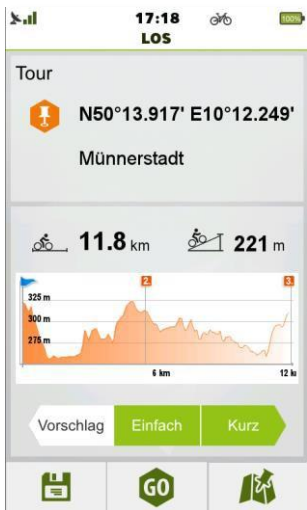 17:18
100%
LOS
Tour
N50°13.917' E10°12.249'
Münnerstadt
11.8 km
221 m
2.
3.
325 m
300 m
275 m
6 km
12 k
Vorschlag
Einfach
Kurz
GO